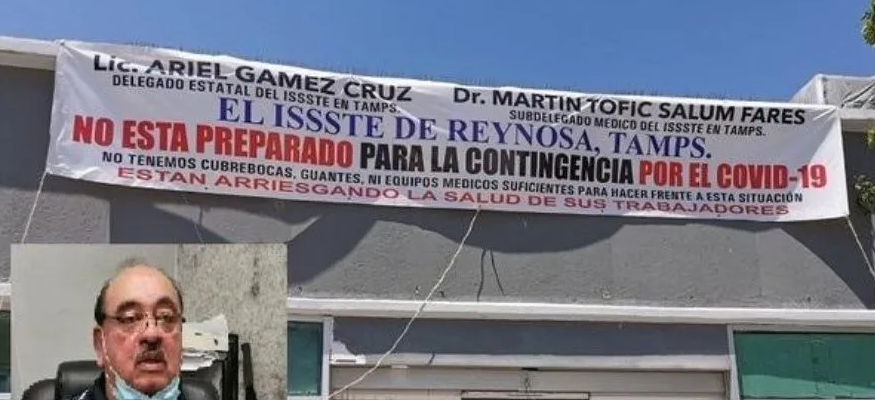 Lic. ARIEL GAMEZ CRUZ
DELEGADO ESTATAL DEL ISSSTE EN TAMPS.
Dr. MARTIN TOFIC SALUM FARES
SUBDELEGADO MEDICO DEL ISSSTE EN TAMPS.
EL ISSSTE DE REYNOSA, TAMPS.
NO ESTA PREPARADO PARA LA CONTINGENCIA POR EL COVID-19
NO TENEMOS CUBREBOCAS, GUANTES, NI EQUIPOS MEDICOS SUFICIENTES PARA HACER FRENTE A ESTA SITUACIÓN
ESTAN ARRIESGANDO LA SALUD DE SUS TRABAJADORES